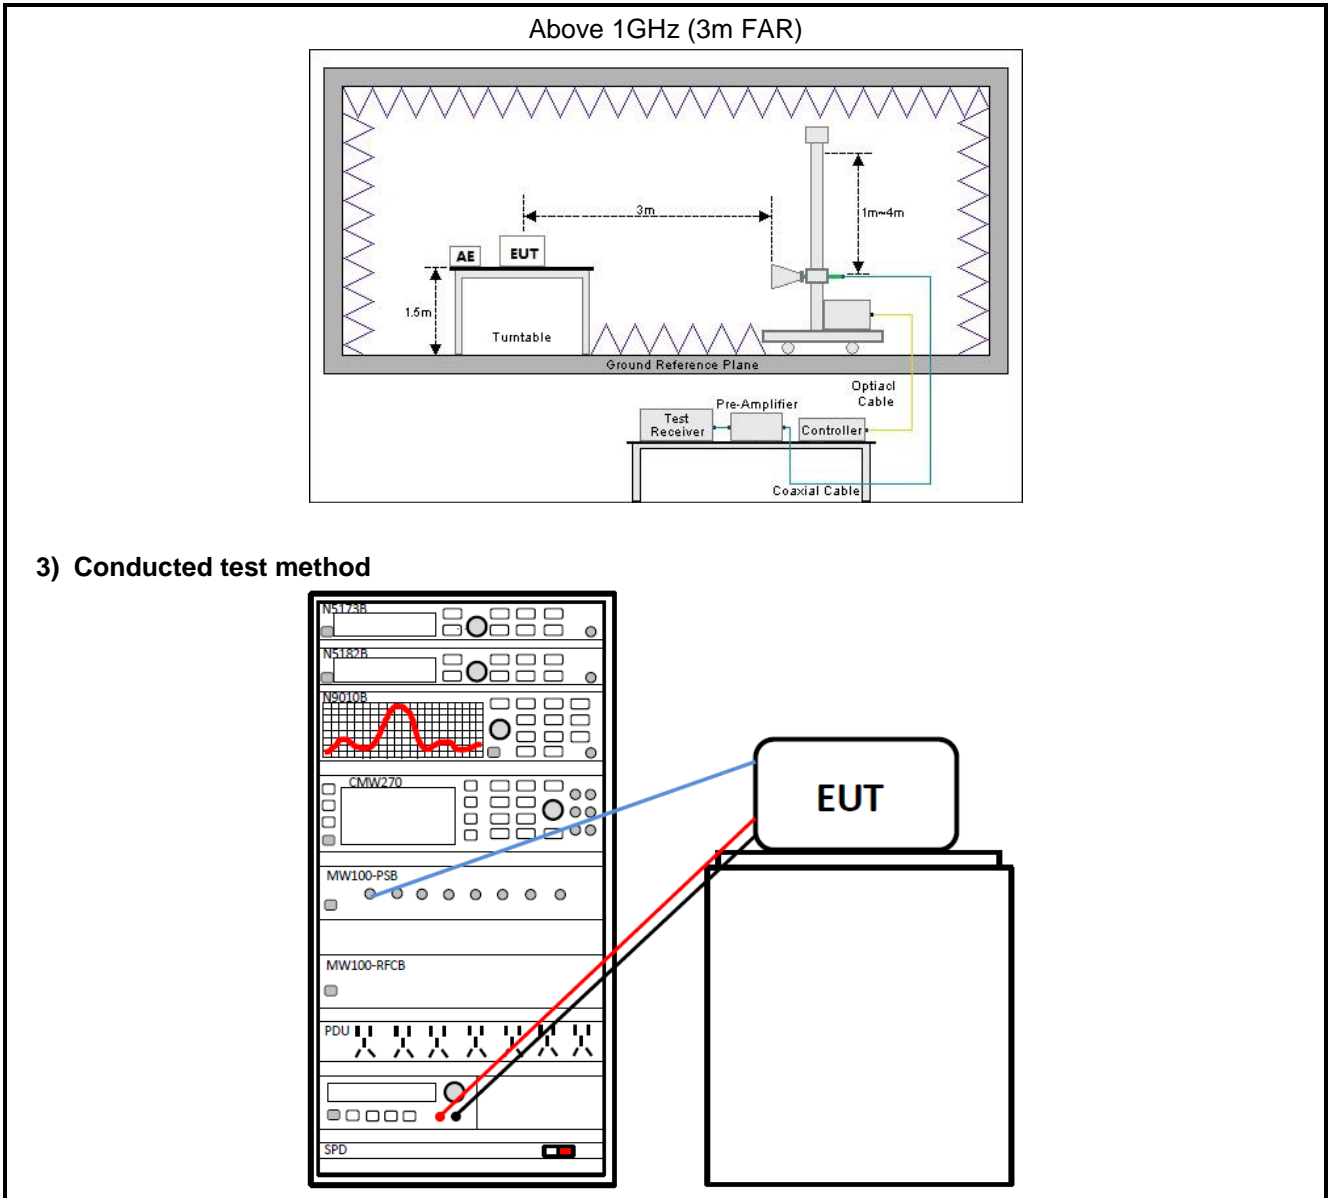 Above 1GHz (3m FAR)
3m
1m~4m
AE
EUT
1.5m
Turntable
Ground Reference Plane
Optiacl
Cable
Pre-Amplifier
Test
Receiver
Controller
Coaxial Cable
3) Conducted test method
N5173B
N5182B
N9010B
CMW270
EUT
MW100-PSB
MW100-RFCB
PDU
SPD